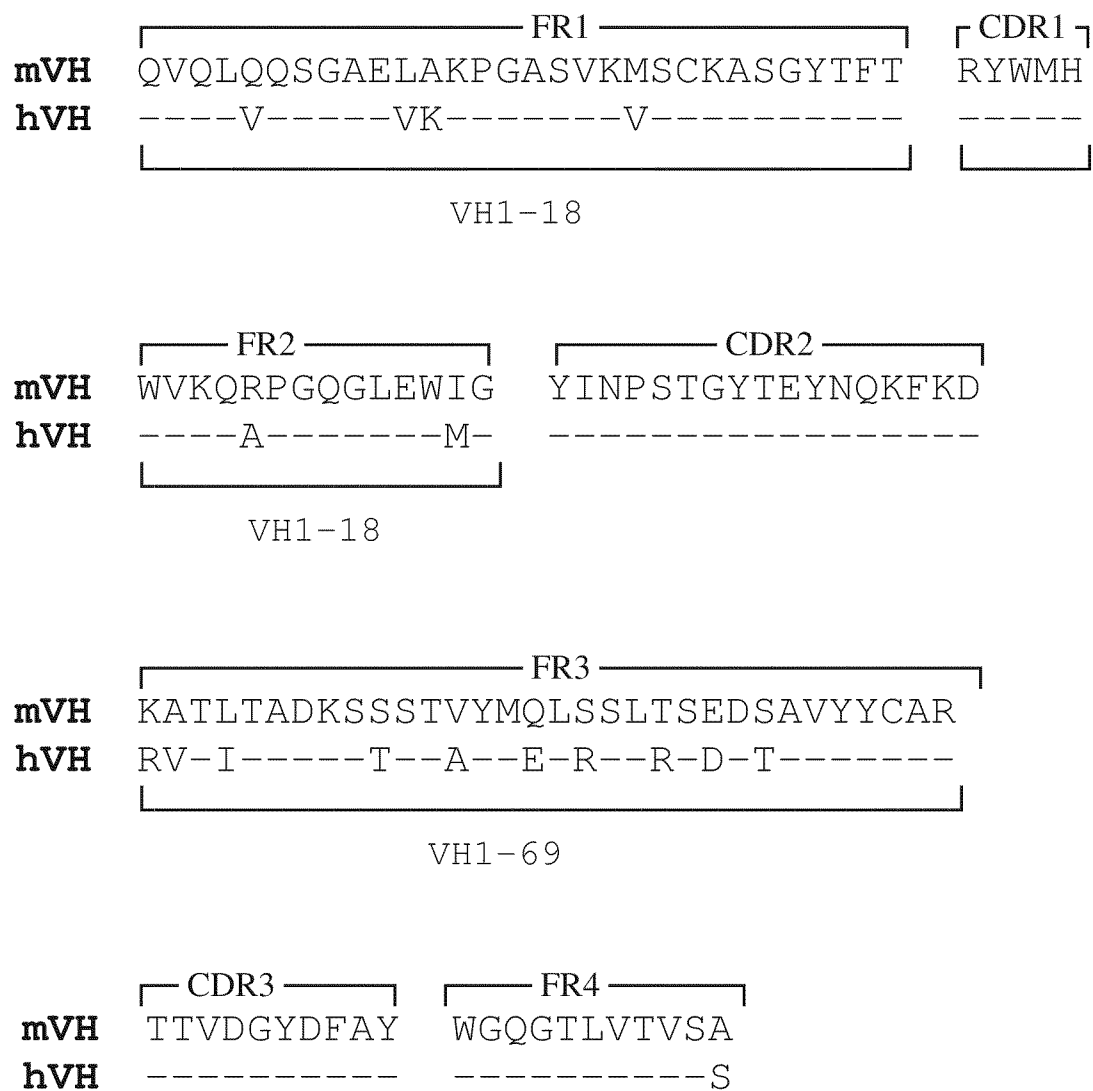 FR1 CDR1
mVH QVQLQQSGAELAKPGASVKMSCKASGYTFT RYWMH
hVH ----V-----VK-------V---------- -----
VH1-18
FR2 CDR2
mVH WVKQRPGQGLEWIG YINPSTGYTEYNQKFKD
hVH ----A-------M- -----------------
VH1-18
FR3
mVH KATLTADKSSSTVYMQLSSLTSEDSAVYYCAR
hVH RV-I-----T--A--E-R--R-D-T-------
VH1-69
CDR3 FR4
mVH TTVDGYDFAY WGQGTLVTVSA
hVH ---------- ----------S